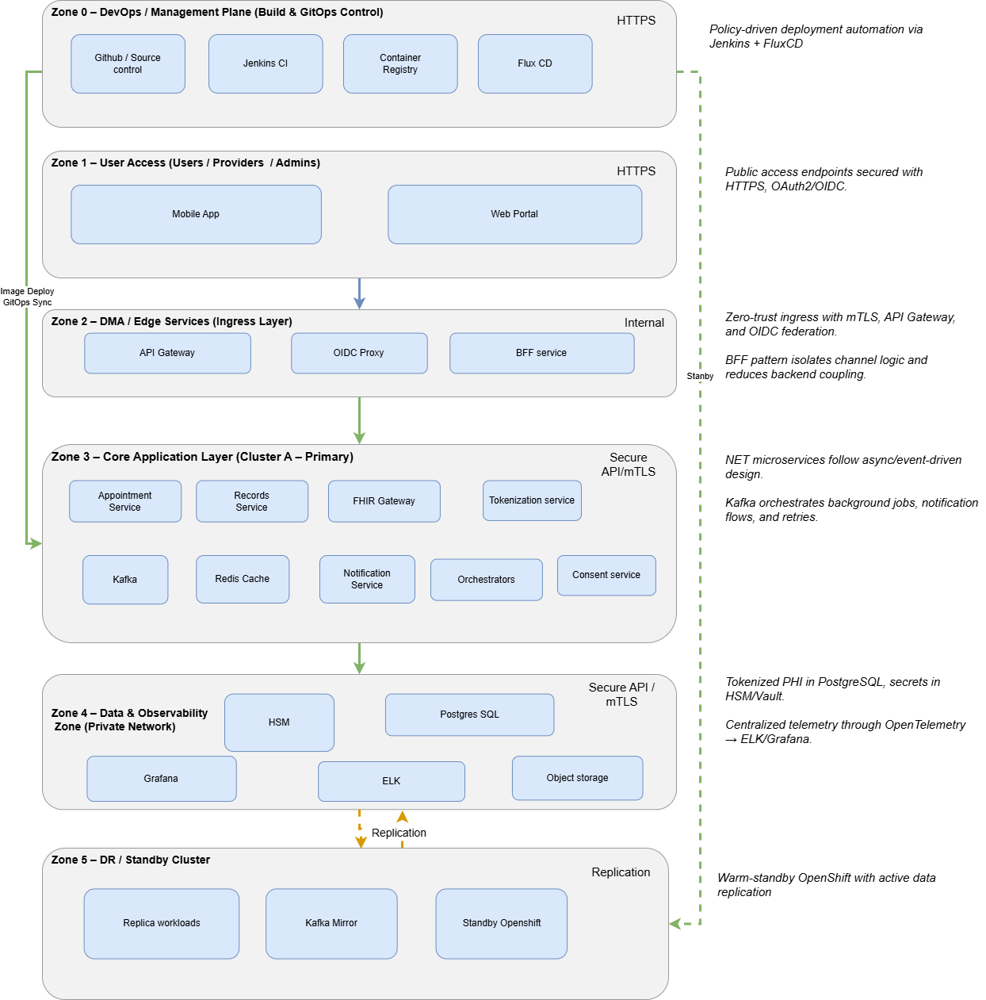 Zone 0 – DevOps / Management Plane (Build & GitOps Control)
HTTPS
Github / Source
control
Jenkins CI
Container
Registry
Flux CD
Policy-driven deployment automation via
Jenkins + FluxCD
Zone 1 – User Access (Users / Providers / Admins)
HTTPS
Mobile App
Web Portal
Public access endpoints secured with
HTTPS, OAuth2/OIDC.
Image Deploy
GitOps Sync
Zone 2 – DMA / Edge Services (Ingress Layer)
Internal
API Gateway
OIDC Proxy
BFF service
Zero-trust ingress with mTLS, API Gateway,
and OIDC federation.
BFF pattern isolates channel logic and
reduces backend coupling.
Stanby
Zone 3 – Core Application Layer (Cluster A – Primary)
Secure
API/mTLS
Appointment
Service
Records
Service
FHIR Gateway
Tokenization service
Kafka
Redis Cache
Notification
Service
Orchestrators
Consent service
NET microservices follow async/event-driven
design.
Kafka orchestrates background jobs, notification
flows, and retries.
Zone 4 – Data & Observability
Zone (Private Network)
Secure API /
mTLS
HSM
Postgres SQL
Grafana
ELK
Object storage
Tokenized PHI in PostgreSQL, secrets in
HSM/Vault.
Centralized telemetry through OpenTelemetry
→ ELK/Grafana.
Replication
Zone 5 – DR / Standby Cluster
Replication
Replica workloads
Kafka Mirror
Standby Openshift
Warm-standby OpenShift with active data
replication